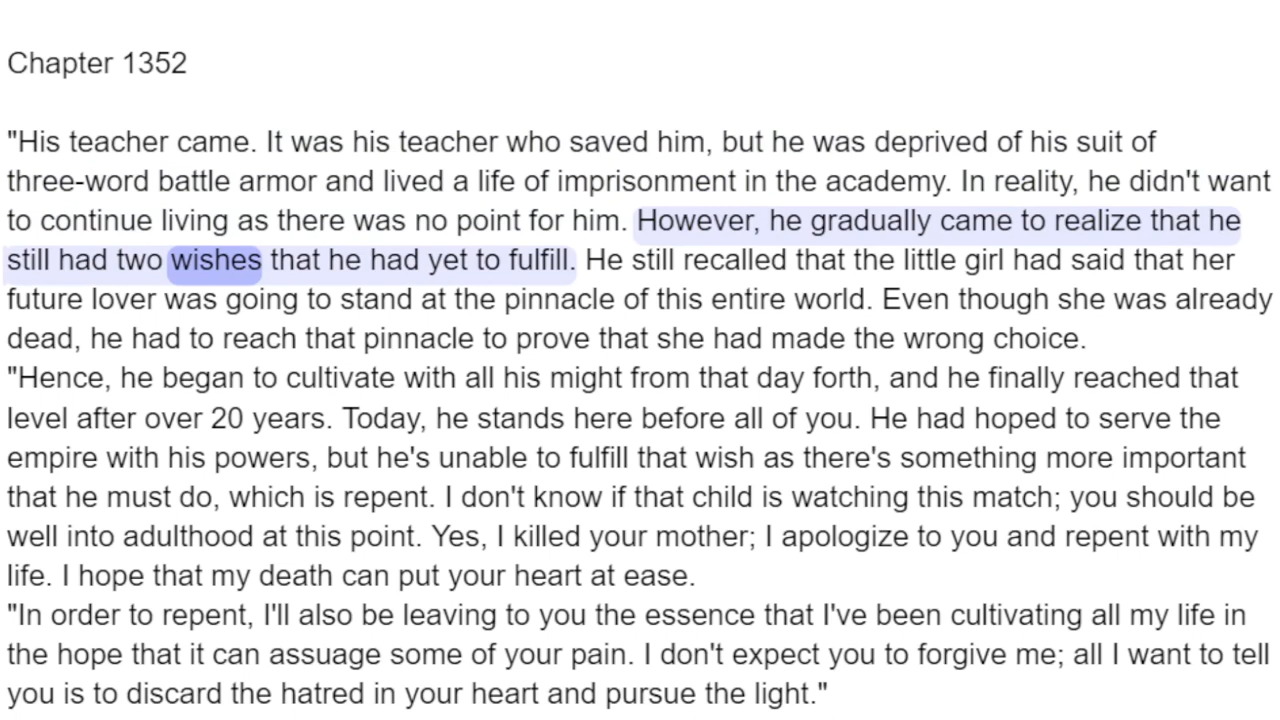 Chapter 1352
"His teacher came. It was his teacher who saved him, but he was deprived of his suit of
three-word battle armor and lived a life of imprisonment in the academy. In reality, he didn't want
to continue living as there was no point for him. However, he gradually came to realize that he
still had two wishes that he had yet to fulfill. He still recalled that the little girl had said that her
future lover was going to stand at the pinnacle of this entire world. Even though she was already
dead, he had to reach that pinnacle to prove that she had made the wrong choice.
"Hence, he began to cultivate with all his might from that day forth, and he finally reached that
level after over 20 years. Today, he stands here before all of you. He had hoped to serve the
empire with his powers, but he's unable to fulfill that wish as there's something more important
that he must do, which is repent. I don't know if that child is watching this match; you should be
well into adulthood at this point. Yes, I killed your mother; I apologize to you and repent with my
life. I hope that my death can put your heart at ease.
"In order to repent, I'll also be leaving to you the essence that I've been cultivating all my life in
the hope that it can assuage some of your pain. I don't expect you to forgive me; all I want to tell
you is to discard the hatred in your heart and pursue the light."